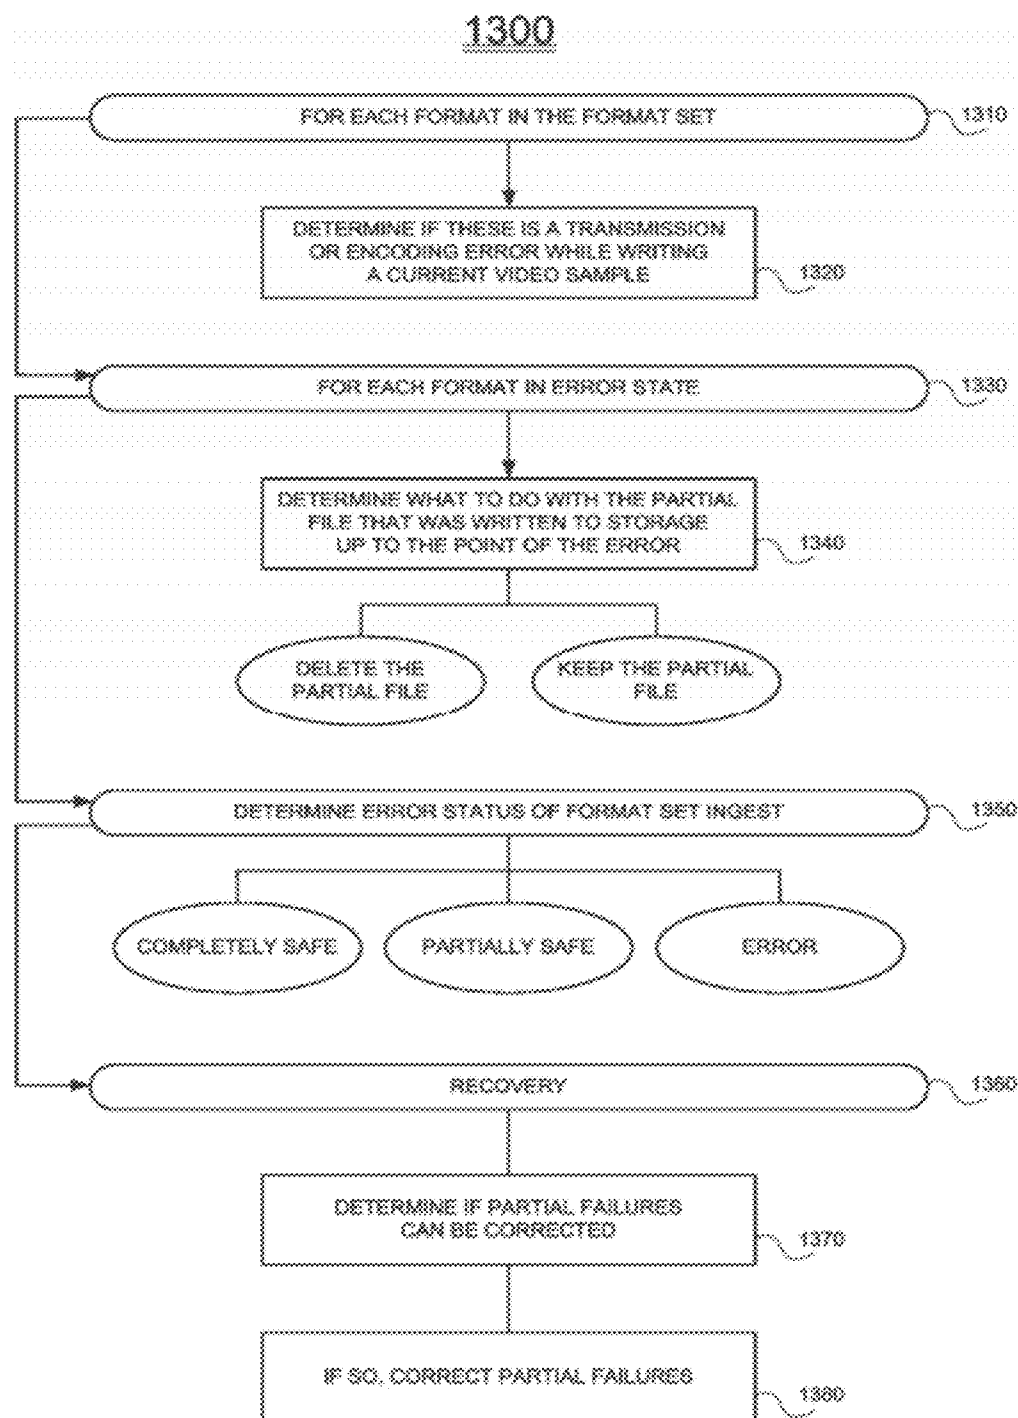 1300
FOR EACH FORMAT IN THE FORMAT SET
1310
DETERMINE IF THESE IS A TRANSMISSION
OR ENCODING ERROR WHILE WRITING
A CURRENT VIDEO SAMPLE
1320
FOR EACH FORMAT IN ERROR STATE
1330
DETERMINE WHAT TO DO WITH THE PARTIAL
FILE THAT WAS WRITTEN TO STORAGE
UP TO THE POINT OF THE ERROR
1340
DELETE THE
PARTIAL FILE
KEEP THE PARTIAL
FILE
DETERMINE ERROR STATUS OF FORMAT SET INGEST
1350
COMPLETELY SAFE
PARTIALLY SAFE
ERROR
RECOVERY
1360
DETERMINE IF PARTIAL FAILURES
CAN BE CORRECTED
1370
IF SO, CORRECT PARTIAL FAILURES
1380